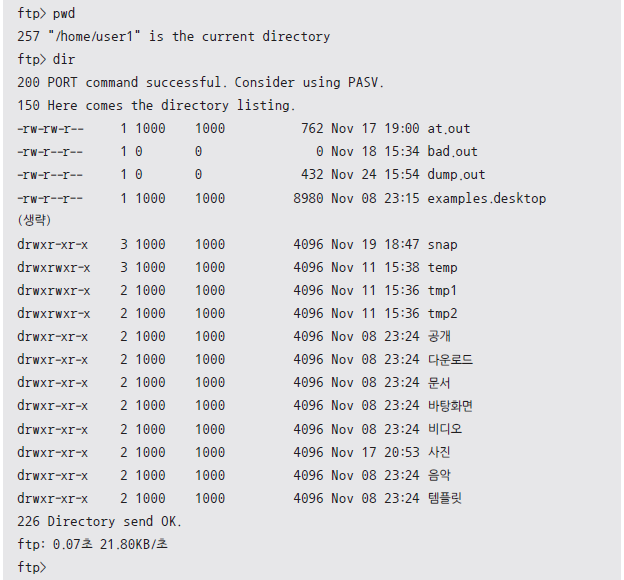 ftp> pwd
257 "/home/user1" is the current directory
ftp> dir
200 PORT command successful. Consider using PASV.
150 Here comes the directory listing.
-rw-rw-r-- 1 1000 1000 762 Nov 17 19:00 at.out
-rw-r--r-- 1 0 0 0 Nov 18 15:34 bad.out
-rw-r--r-- 1 0 0 432 Nov 24 15:54 dump.out
-rw-r--r-- 1 1000 1000 8980 Nov 08 23:15 examples.desktop
(생략)
drwxr-xr-x 3 1000 1000 4096 Nov 19 18:47 snap
drwxrwxr-x 3 1000 1000 4096 Nov 11 15:38 temp
drwxrwxr-x 2 1000 1000 4096 Nov 11 15:36 tmp1
drwxrwxr-x 2 1000 1000 4096 Nov 11 15:36 tmp2
drwxr-xr-x 2 1000 1000 4096 Nov 08 23:24 공개
drwxr-xr-x 2 1000 1000 4096 Nov 08 23:24 다운로드
drwxr-xr-x 2 1000 1000 4096 Nov 08 23:24 문서
drwxr-xr-x 2 1000 1000 4096 Nov 08 23:24 바탕화면
drwxr-xr-x 2 1000 1000 4096 Nov 08 23:24 비디오
drwxr-xr-x 2 1000 1000 4096 Nov 17 20:53 사진
drwxr-xr-x 2 1000 1000 4096 Nov 08 23:24 음악
drwxr-xr-x 2 1000 1000 4096 Nov 08 23:24 템플릿
226 Directory send OK.
ftp: 0.07초 21.80KB/초
ftp>